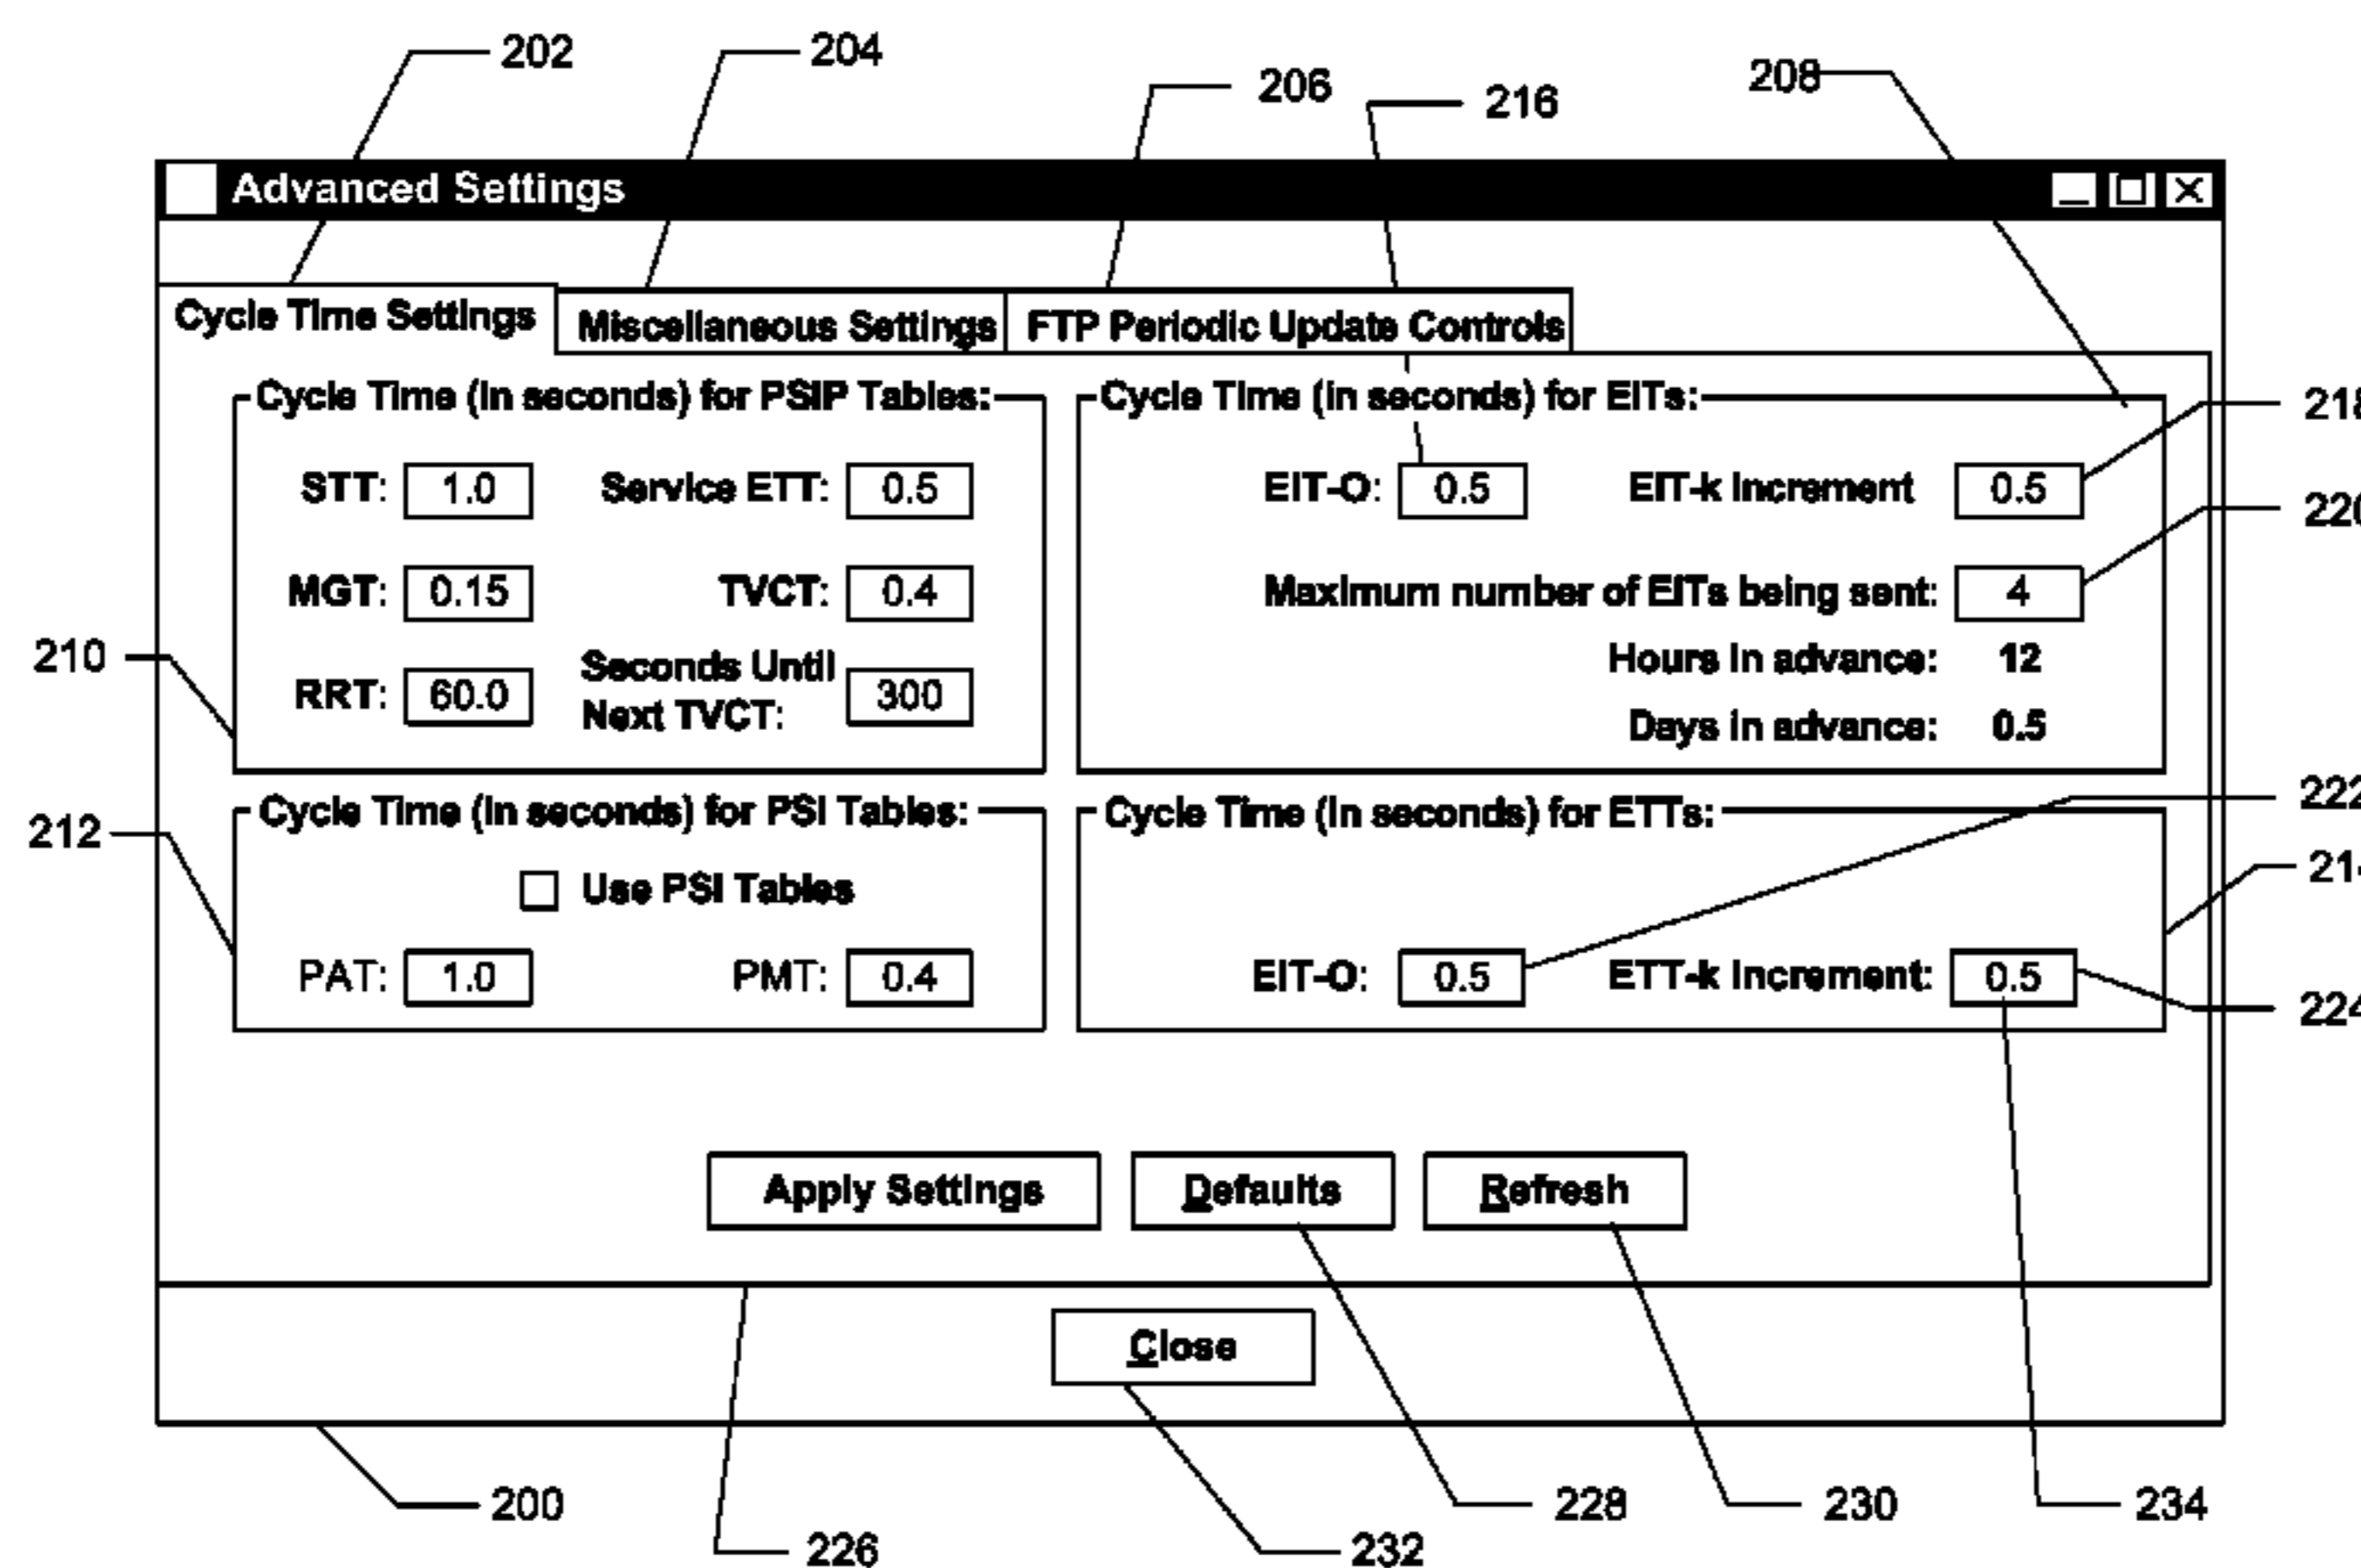 202
204
206
216
208
Advanced Settings
Cycle Time Settings
Miscellaneous Settings
FTP Periodic Update Controls
Cycle Time (in seconds) for PSIP Tables:
Cycle Time (in seconds) for EITs:
218
STT: 1.0 Service ETT: 0.5
EIT-O: 0.5 EIT-k Increment 0.5
220
MGT: 0.15 TVCT: 0.4
Maximum number of EITs being sent: 4
210
RRT: 60.0 Seconds Until
Next TVCT: 300
Hours in advance: 12
Days in advance: 0.5
222
212
Cycle Time (in seconds) for PSI Tables:
Cycle Time (in seconds) for ETTs:
Use PSI Tables
PAT: 1.0 PMT: 0.4
EIT-O: 0.5 ETT-k Increment: 0.5
224
Apply Settings
Defaults
Refresh
Close
200
226
232
228
230
234